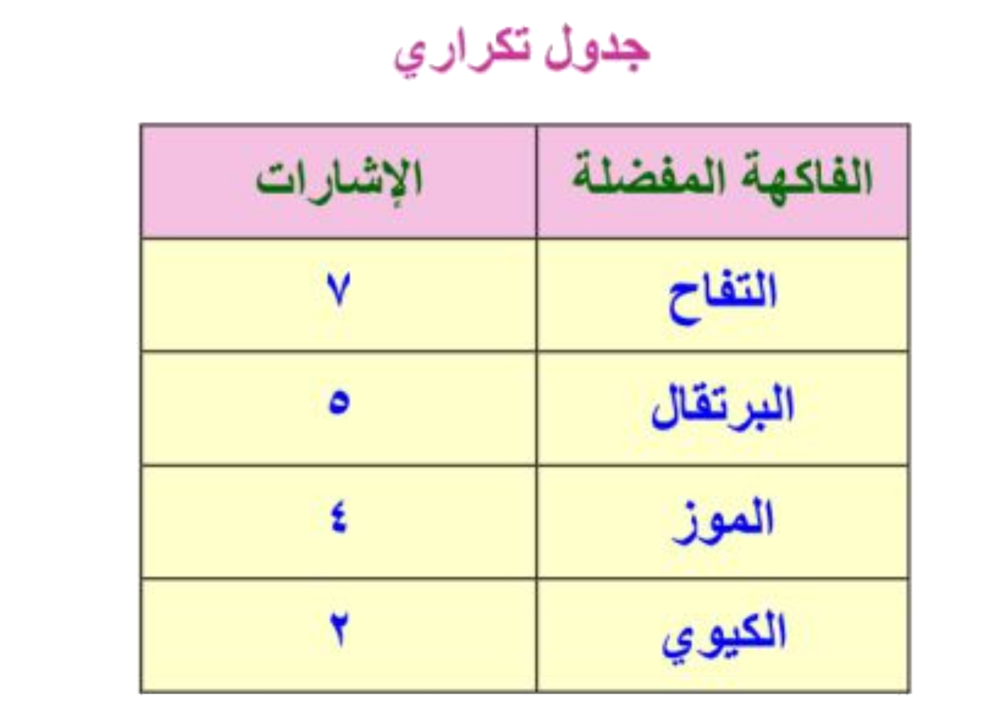 جدول تكراري
الفاكهة المفضلة الإشارات
التفاح ٧
البرتقال ٥
الموز ٤
الكيوي ٢